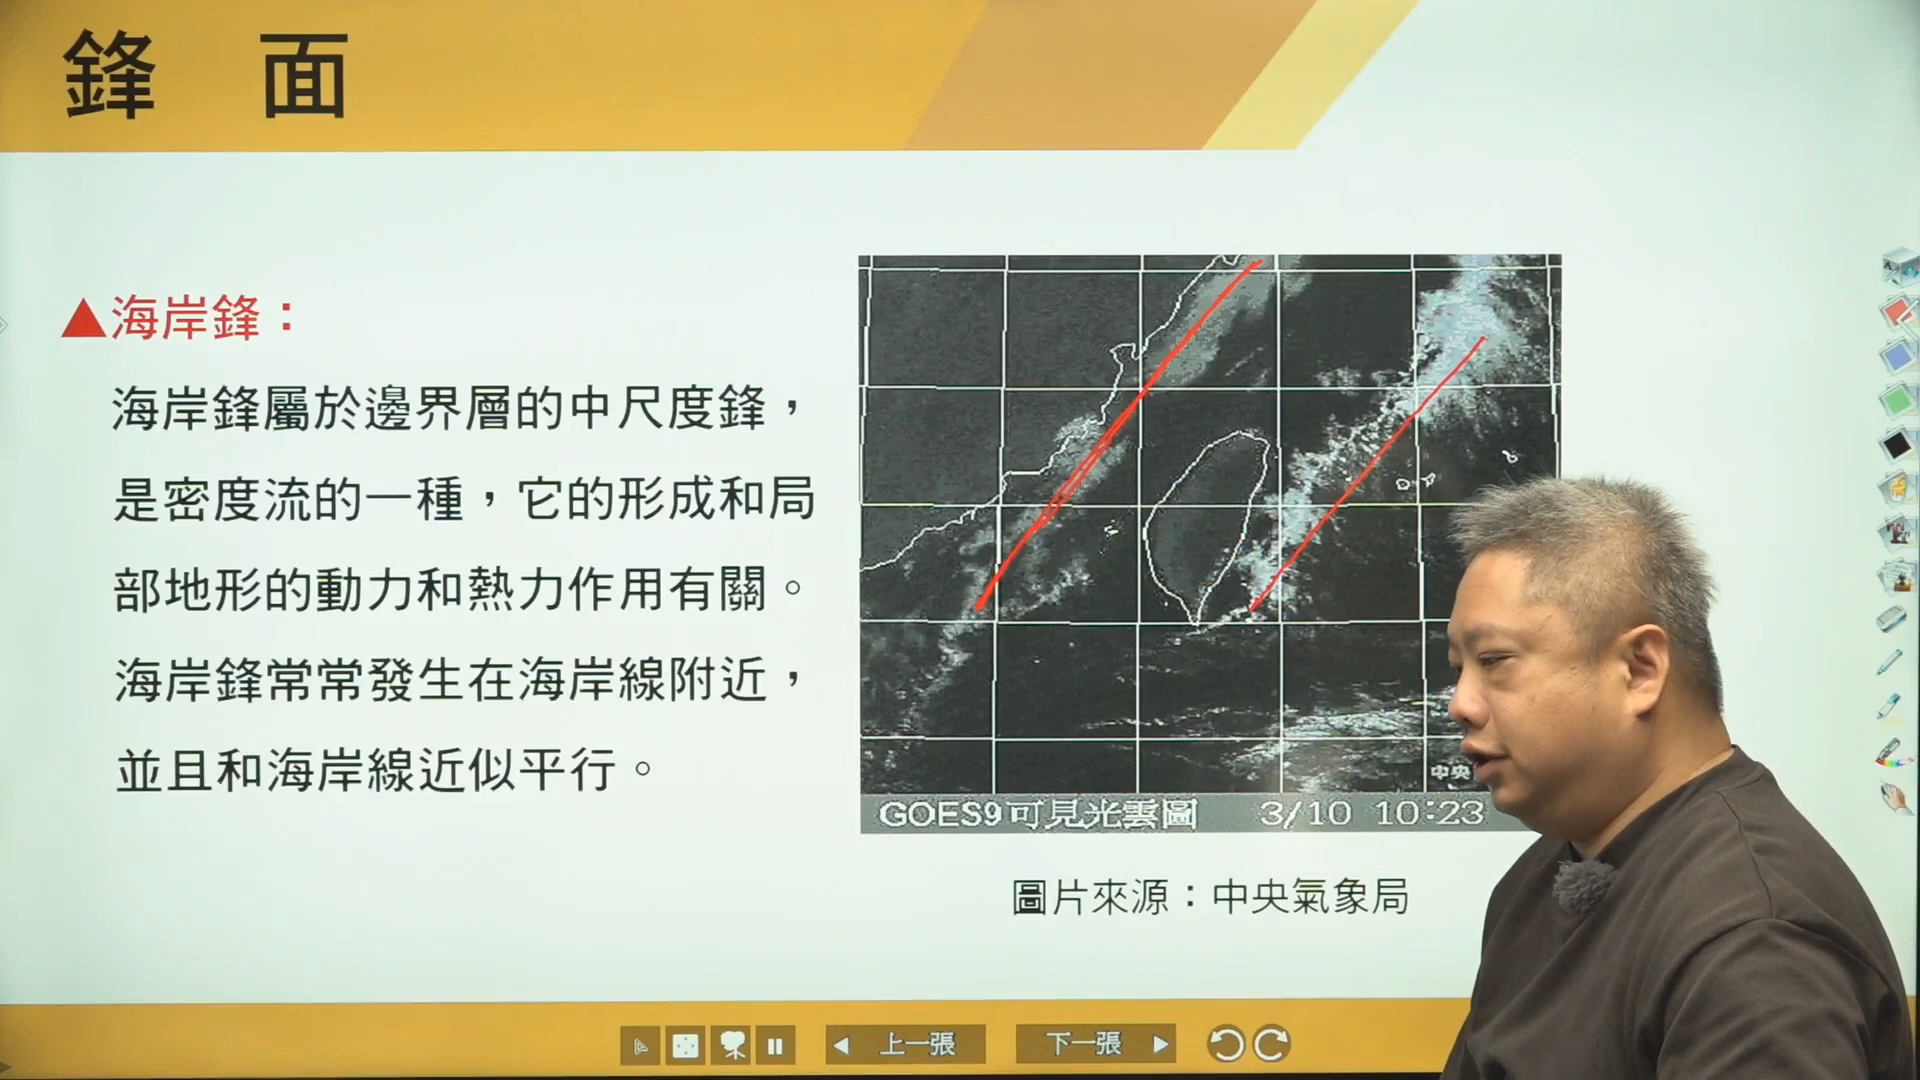 鋒 面
▲海岸鋒：
海岸鋒屬於邊界層的中尺度鋒，
是密度流的一種，它的形成和局
部地形的動力和熱力作用有關。
海岸鋒常常發生在海岸線附近，
並且和海岸線近似平行。
中央
GOES9可見光雲圖 3/10 10:23
圖片來源：中央氣象局
上一張
下一張